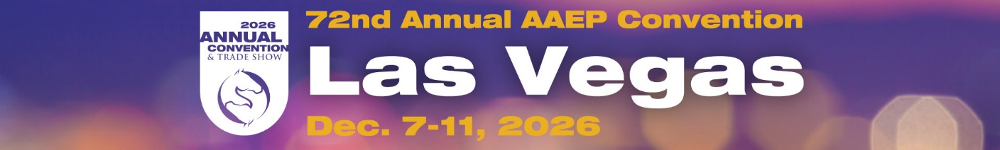 2026
ANNUAL
CONVENTION
& TRADE SHOW
72nd Annual AAEP Convention
Las Vegas
Dec. 7-11, 2026